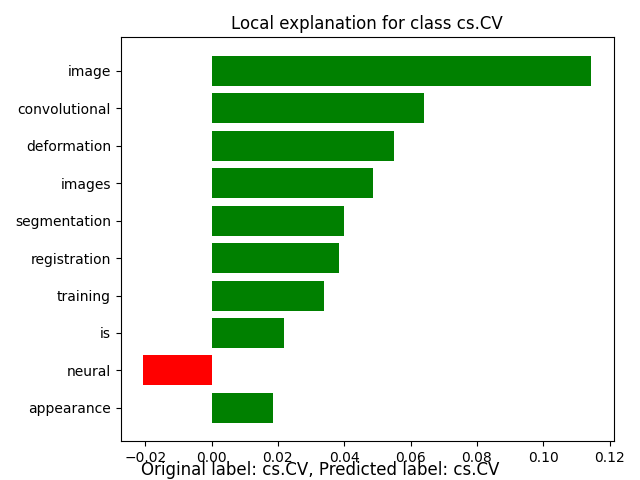 Local explanation for class cs.CV
image
convolutional
deformation
images
segmentation
registration
training
is
neural
appearance
−0.02 0.00 0.02 0.04 0.06 0.08 0.10 0.12
Original label: cs.CV, Predicted label: cs.CV